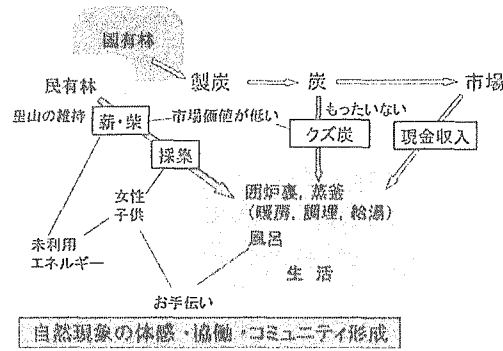 国有林
製炭
炭
市場
民有林
里山の維持
薪・柴
市場価値が低い
もったいない
クズ炭
現金収入
採集
女性
子供
囲炉裏，蒸釜
（暖房，調理，給湯）
風呂
未利用
エネルギー
生活
お手伝い
自然現象の体感・協働・コミュニティ形成